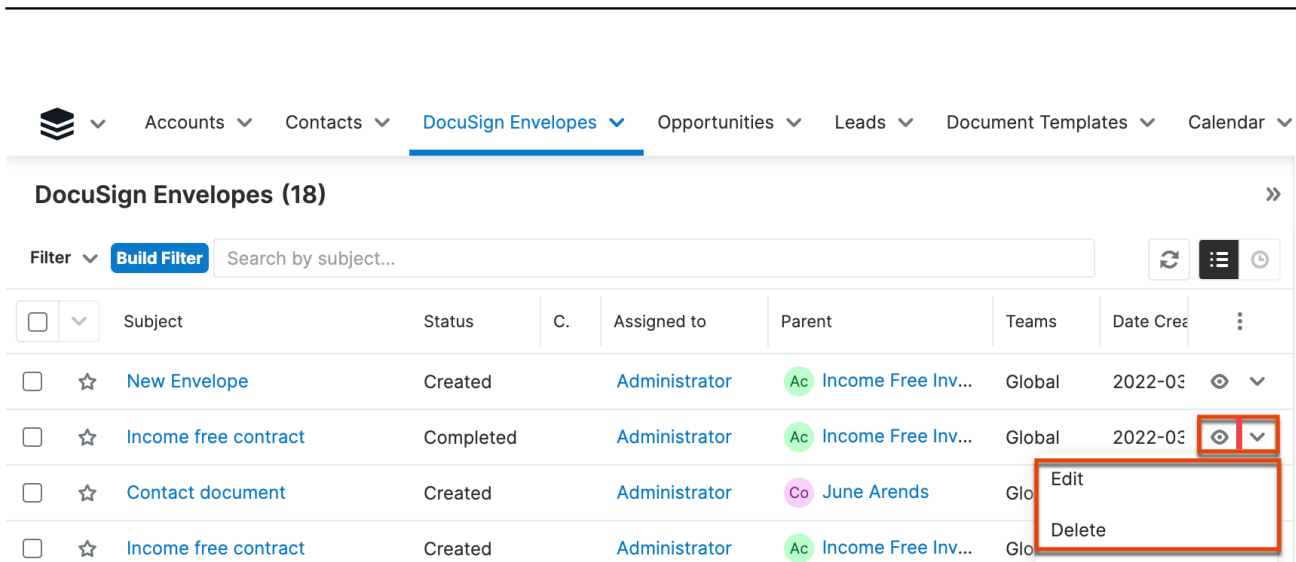 Accounts Contacts DocuSign Envelopes Opportunities Leads Document Templates Calendar
DocuSign Envelopes (18)
Filter Build Filter Search by subject...
Subject Status C. Assigned to Parent Teams Date Crea
New Envelope Created Administrator Ac Income Free Inv... Global 2022-03
Income free contract Completed Administrator Ac Income Free Inv... Global 2022-03
Contact document Created Administrator Co June Arends Glo
Edit
Income free contract Created Administrator Ac Income Free Inv... Glo
Delete